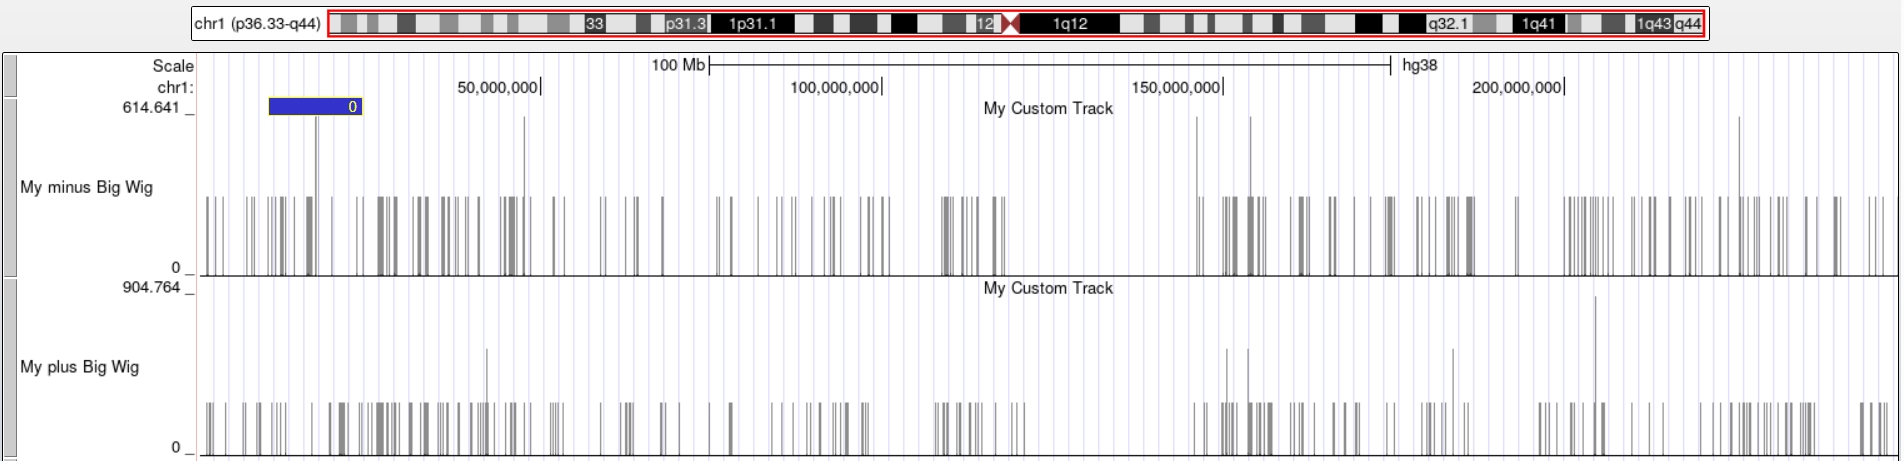 chr1 (p36.33-q44) 33 p31.3 1p31.1 12 1q12 q32.1 1q41 1q43 q44
Scale 100 Mb hg38
chr1: 50,000,000 100,000,000 150,000,000 200,000,000
614.641 _ 0 My Custom Track
My minus Big Wig
0 _
904.764 _ My Custom Track
My plus Big Wig
0 _